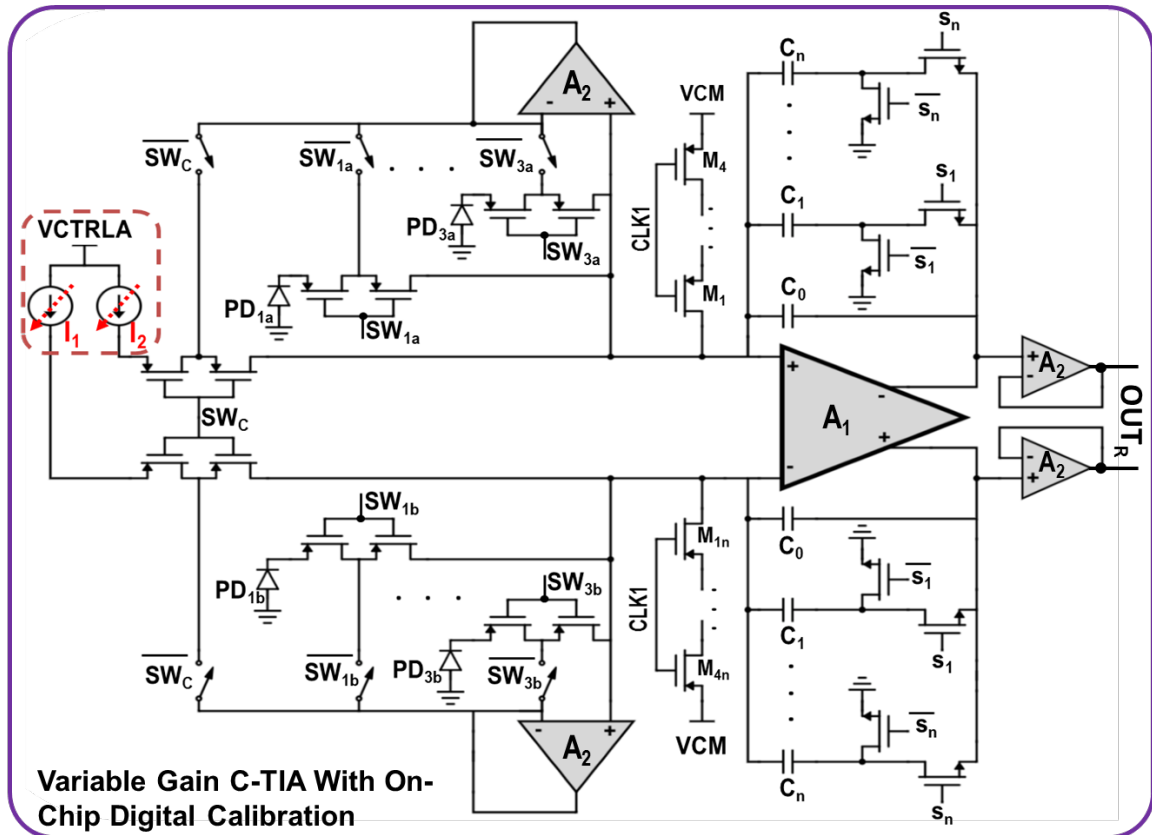 Cn
sn
A2
- +
sn
VCM
SWC
SW1a
. . . .
SW3a
M4
s1
PD3a
CLK1
C1
VCTRLA
SW3a
s1
PD1a
M1
C0
SW1a
I1
I2
+
+
A2
-
SWC
-
A1
OUTR
+
-
-
A2
+
SW1b
M1n
C0
s1
PD1b
. . . .
SW3b
CLK1
C1
SWC
SW1b
PD3b
SW3b
M4n
s1
sn
- +
A2
VCM
Cn
sn
Variable Gain C-TIA With On-
Chip Digital Calibration